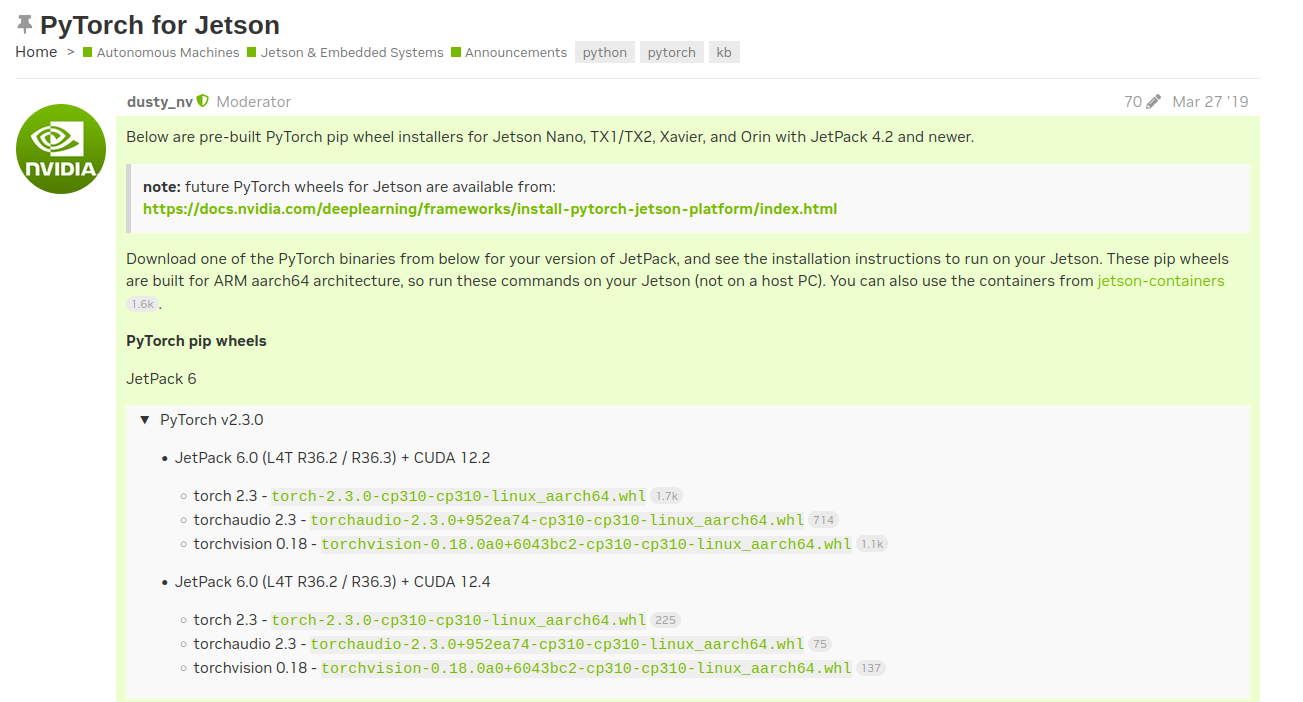 PyTorch for Jetson
Home > Autonomous Machines Jetson & Embedded Systems Announcements python pytorch kb
dusty_nv Moderator 70 Mar 27 '19
NVIDIA
Below are pre-built PyTorch pip wheel installers for Jetson Nano, TX1/TX2, Xavier, and Orin with JetPack 4.2 and newer.
note: future PyTorch wheels for Jetson are available from:
https://docs.nvidia.com/deeplearning/frameworks/install-pytorch-jetson-platform/index.html
Download one of the PyTorch binaries from below for your version of JetPack, and see the installation instructions to run on your Jetson. These pip wheels
are built for ARM aarch64 architecture, so run these commands on your Jetson (not on a host PC). You can also use the containers from jetson-containers
1.6k .
PyTorch pip wheels
JetPack 6
▼ PyTorch v2.3.0
• JetPack 6.0 (L4T R36.2 / R36.3) + CUDA 12.2
○ torch 2.3 - torch-2.3.0-cp310-cp310-linux_aarch64.whl 1.7k
○ torchaudio 2.3 - torchaudio-2.3.0+952ea74-cp310-cp310-linux_aarch64.whl 714
○ torchvision 0.18 - torchvision-0.18.0a0+6043bc2-cp310-cp310-linux_aarch64.whl 1.1k
• JetPack 6.0 (L4T R36.2 / R36.3) + CUDA 12.4
○ torch 2.3 - torch-2.3.0-cp310-cp310-linux_aarch64.whl 225
○ torchaudio 2.3 - torchaudio-2.3.0+952ea74-cp310-cp310-linux_aarch64.whl 75
○ torchvision 0.18 - torchvision-0.18.0a0+6043bc2-cp310-cp310-linux_aarch64.whl 137